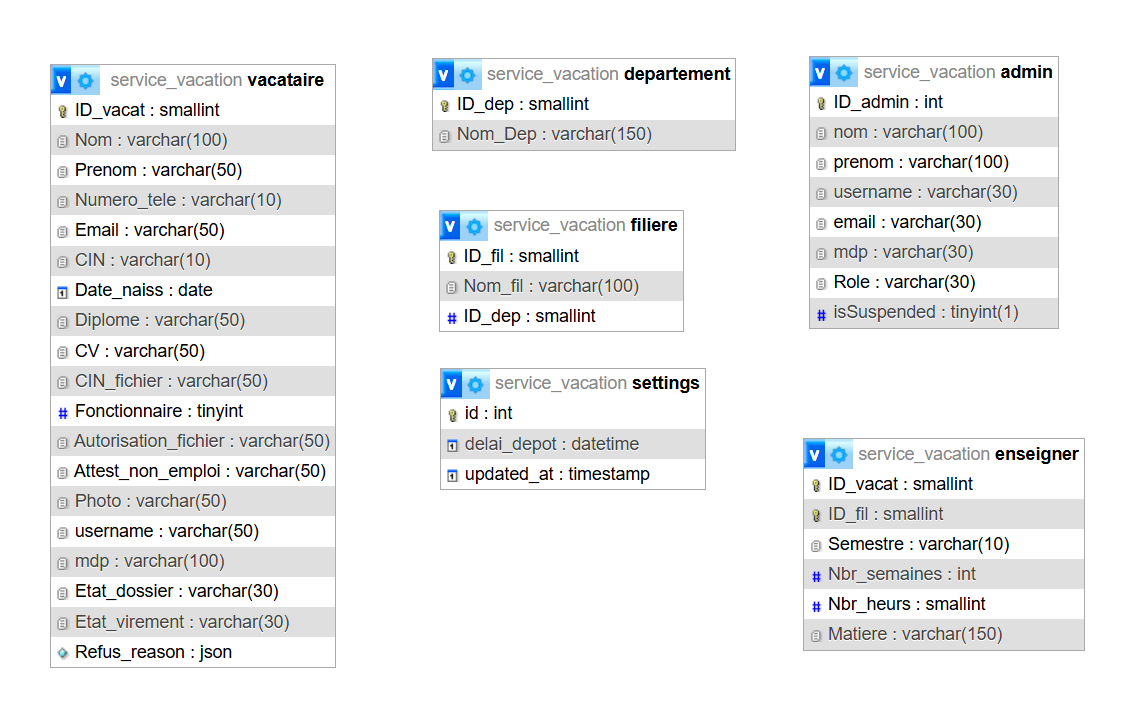 service_vacation vacataire
ID_vacat : smallint
Nom : varchar(100)
Prenom : varchar(50)
Numero_tele : varchar(10)
Email : varchar(50)
CIN : varchar(10)
Date_naiss : date
Diplome : varchar(50)
CV : varchar(50)
CIN_fichier : varchar(50)
Fonctionnaire : tinyint
Autorisation_fichier : varchar(50)
Attest_non_emploi : varchar(50)
Photo : varchar(50)
username : varchar(50)
mdp : varchar(100)
Etat_dossier : varchar(30)
Etat_virement : varchar(30)
Refus_reason : json
service_vacation departement
ID_dep : smallint
Nom_Dep : varchar(150)
service_vacation filiere
ID_fil : smallint
Nom_fil : varchar(100)
ID_dep : smallint
service_vacation settings
id : int
delai_depot : datetime
updated_at : timestamp
service_vacation admin
ID_admin : int
nom : varchar(100)
prenom : varchar(100)
username : varchar(30)
email : varchar(30)
mdp : varchar(30)
Role : varchar(30)
isSuspended : tinyint(1)
service_vacation enseigner
ID_vacat : smallint
ID_fil : smallint
Semestre : varchar(10)
Nbr_semaines : int
Nbr_heurs : smallint
Matiere : varchar(150)